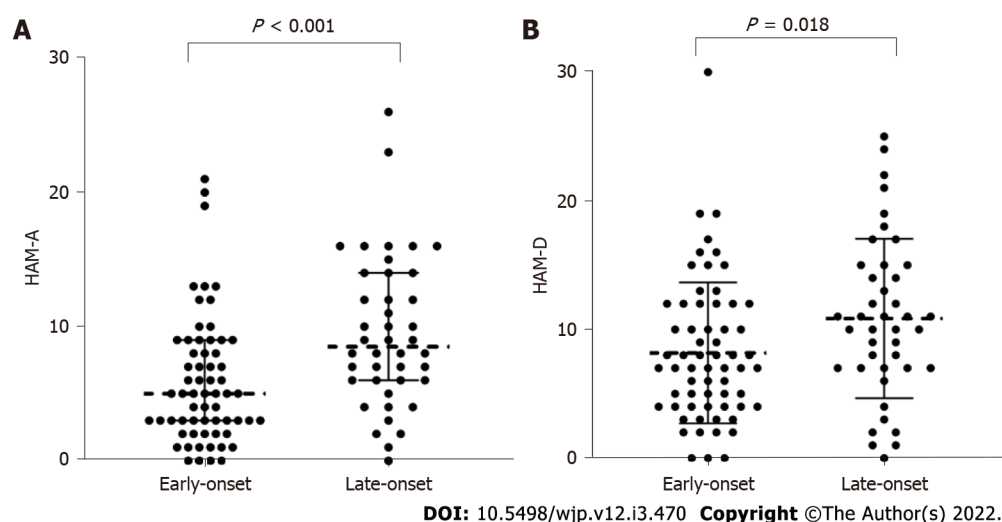 A
P < 0.001
30
20
10
0
HAM-A
Early-onset
Late-onset
B
P = 0.018
30
20
10
0
HAM-D
Early-onset
Late-onset
DOI: 10.5498/wjp.v12.i3.470 Copyright ©The Author(s) 2022.